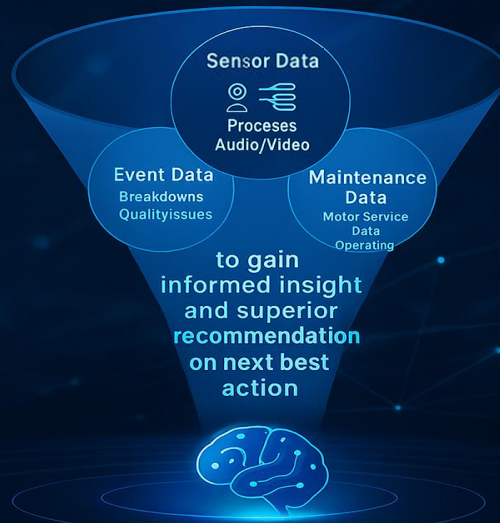 Sensor Data
Proceses
Audio/Video
Event Data
Breakdowns
Qualityissues
Maintenance
Data
Motor Service
Data
Operating
to gain
informed insight
and superior
recommendation
on next best
action